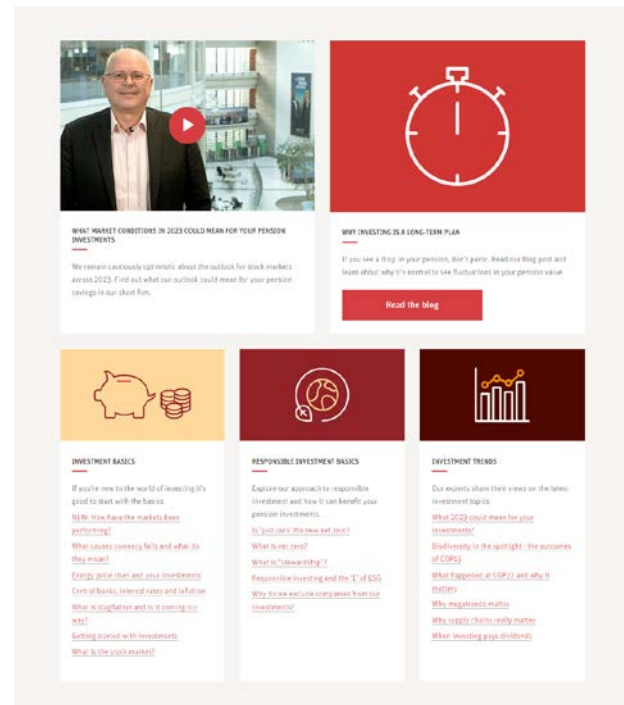 WHAT MARKET CONDITIONS IN 2023 COULD MEAN FOR YOUR PENSION
INVESTMENTS
We remain cautiously optimistic about the outlook for stock markets
across 2023. Find out what our outlook could mean for your pension
savings in our short film.
WHY INVESTING IS A LONG-TERM PLAN
If you see a drop in your pension, don't panic. Read our blog post and
learn about why it's normal to see fluctuations in your pension value
Read the blog
INVESTMENT BASICS
If you're new to the world of investing it's
good to start with the basics.
NEW: How have the markets been
performing?
What causes currency falls and what do
they mean?
Energy price rises and your investments
Central banks, interest rates and inflation
What is stagflation and is it coming our
way?
Getting started with investments
What is the stock market?
RESPONSIBLE INVESTMENT BASICS
Explore our approach to responsible
investment and how it can benefit your
pension investments.
Is 'just zero' the new net zero?
What is net zero?
What is "stewardship"?
Responsible investing and the 'E' of ESG
Why do we exclude companies from our
investments?
INVESTMENT TRENDS
Our experts share their views on the latest
investment topics.
What 2023 could mean for your
investments?
Biodiversity in the spotlight - the outcomes
of COP15
What happened at COP27 and why it
matters
Why megatrends matter
Why supply chains really matter
When investing pays dividends